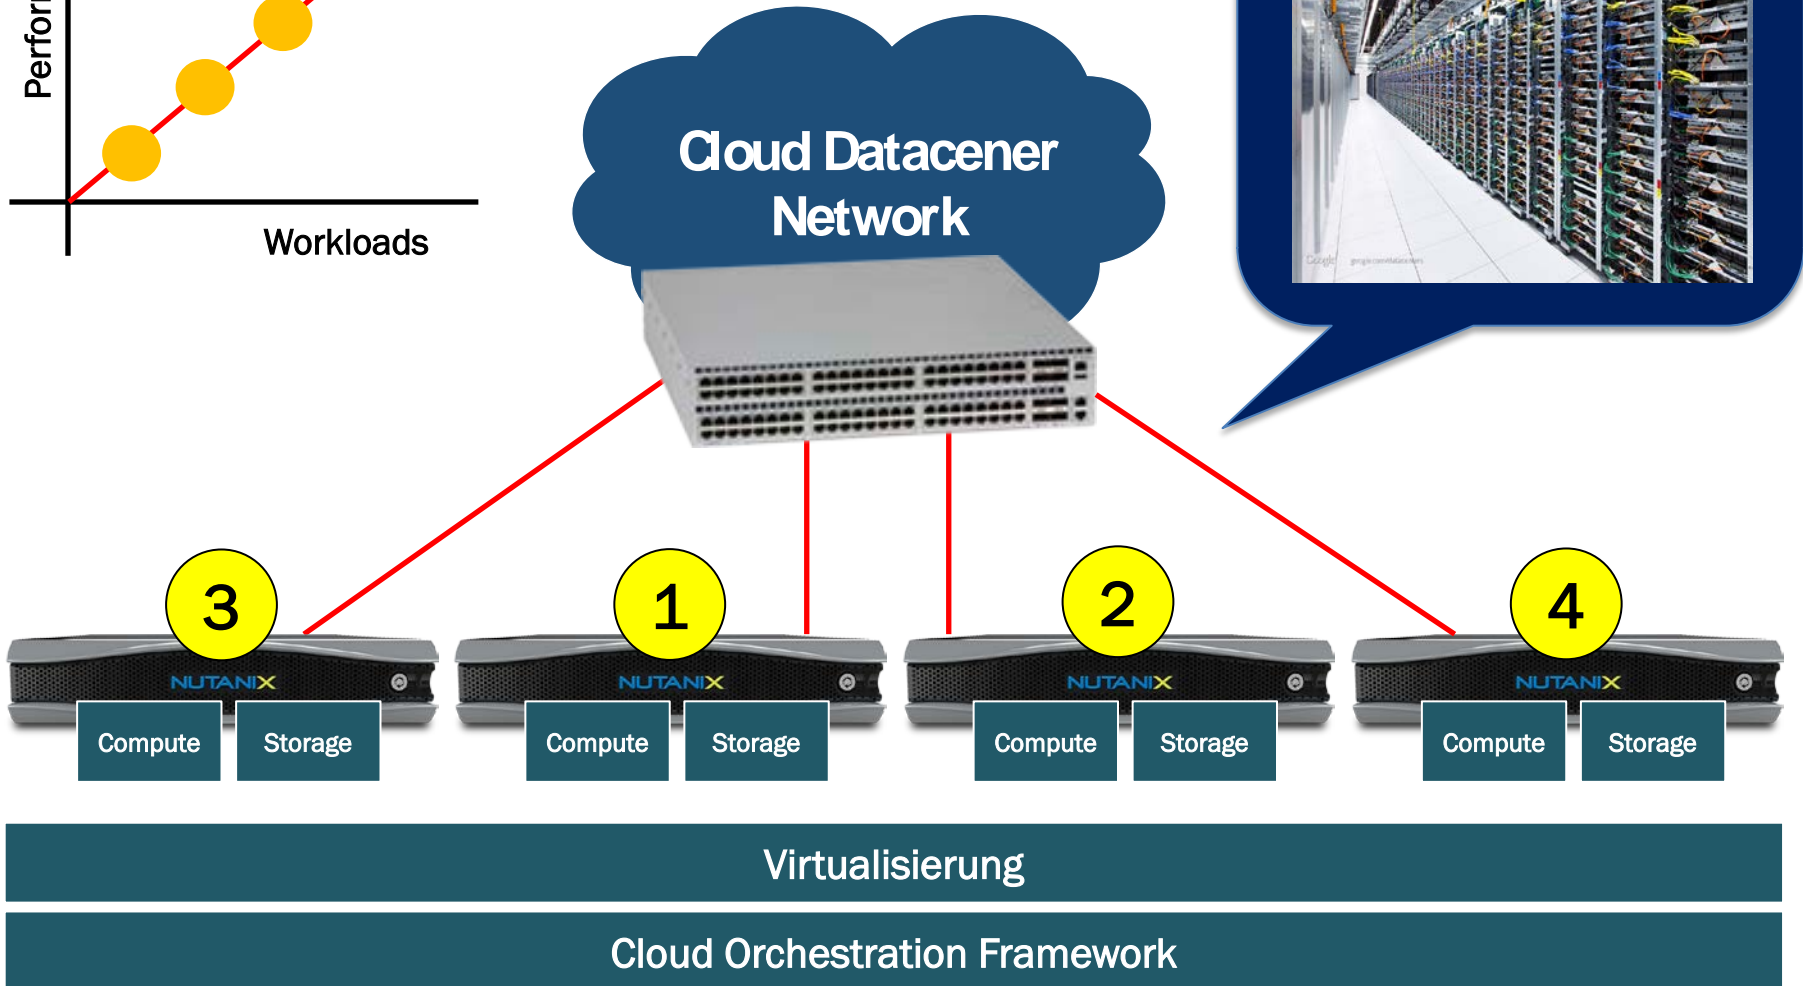 Perfor
Workloads
Cloud Datacener
Network
Google
3
1
2
4
NUTANIX
NUTANIX
NUTANIX
NUTANIX
Compute
Storage
Compute
Storage
Compute
Storage
Compute
Storage
Virtualisierung
Cloud Orchestration Framework